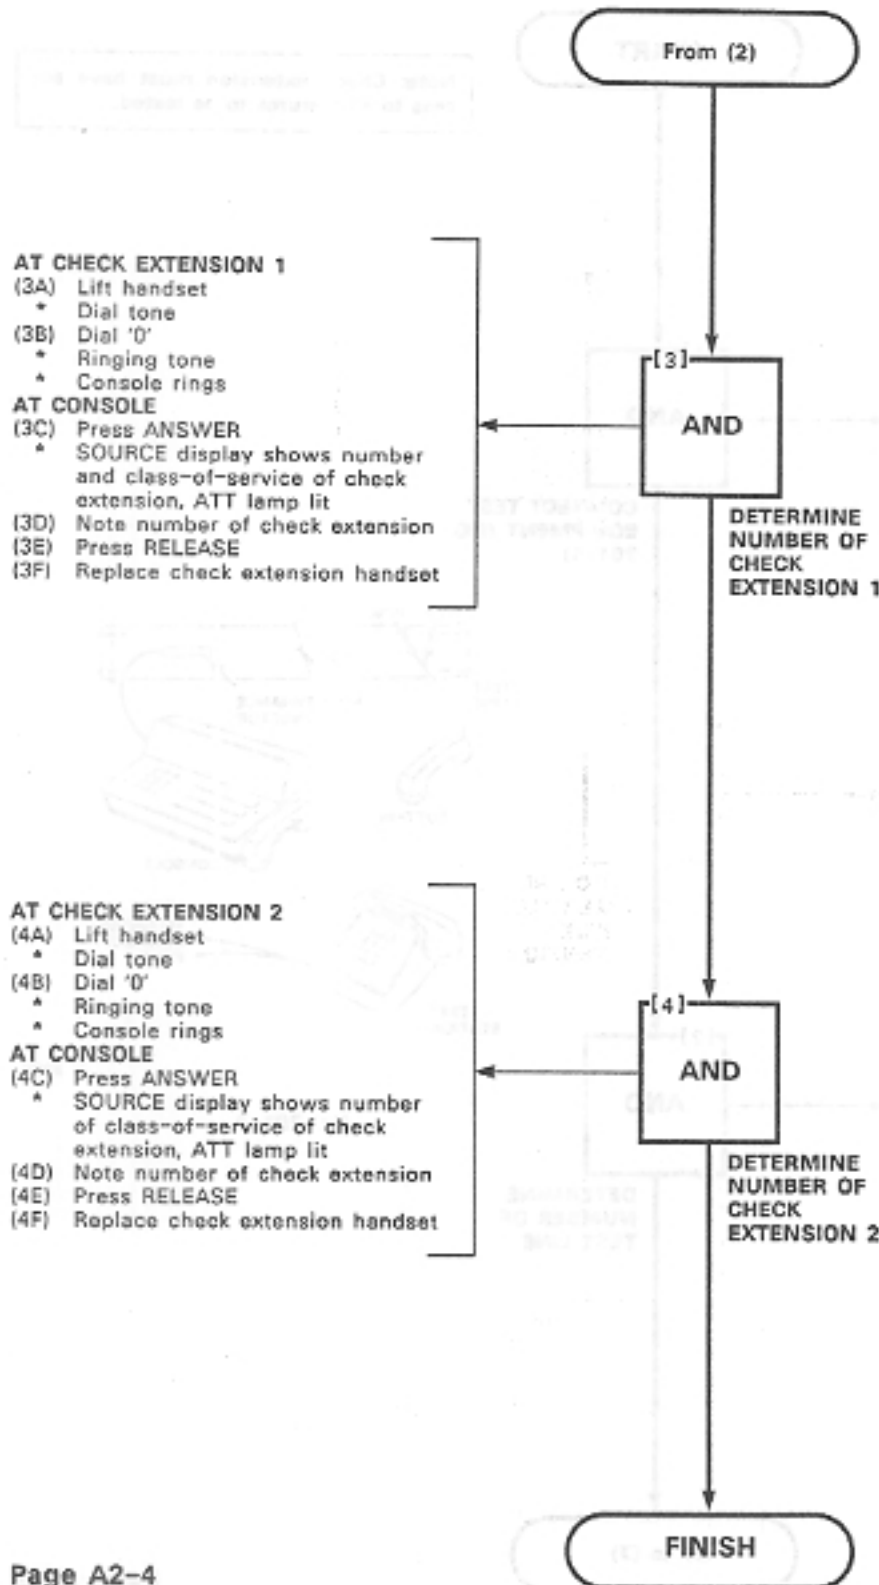 From (2)
AT CHECK EXTENSION 1
(3A) Lift handset
* Dial tone
(3B) Dial '0'
* Ringing tone
* Console rings
AT CONSOLE
(3C) Press ANSWER
* SOURCE display shows number
and class-of-service of check
extension, ATT lamp lit
(3D) Note number of check extension
(3E) Press RELEASE
(3F) Replace check extension handset
[3]
AND
DETERMINE
NUMBER OF
CHECK
EXTENSION 1
AT CHECK EXTENSION 2
(4A) Lift handset
* Dial tone
(4B) Dial '0'
* Ringing tone
* Console rings
AT CONSOLE
(4C) Press ANSWER
* SOURCE display shows number
of class-of-service of check
extension, ATT lamp lit
(4D) Note number of check extension
(4E) Press RELEASE
(4F) Replace check extension handset
[4]
AND
DETERMINE
NUMBER OF
CHECK
EXTENSION 2
FINISH
Page A2-4